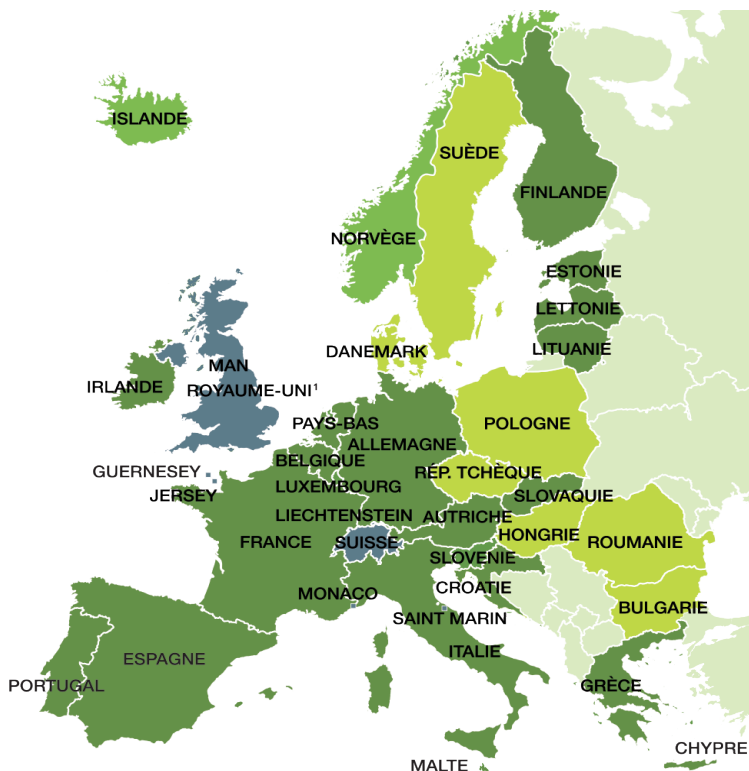 ISLANDE
SUÈDE
FINLANDE
NORVÈGE
ESTONIE
LETTONIE
LITUANIE
DANEMARK
MAN
IRLANDE
ROYAUME-UNI¹
PAYS-BAS
POLOGNE
ALLEMAGNE
BELGIQUE
RÉP. TCHÈQUE
GUERNESEY
LUXEMBOURG
JERSEY
SLOVAQUIE
LIECHTENSTEIN
AUTRICHE
HONGRIE
FRANCE
SUISSE
ROUMANIE
SLOVENIE
CROATIE
MONACO
BULGARIE
SAINT MARIN
ITALIE
ESPAGNE
PORTUGAL
GRÈCE
CHYPRE
MALTE